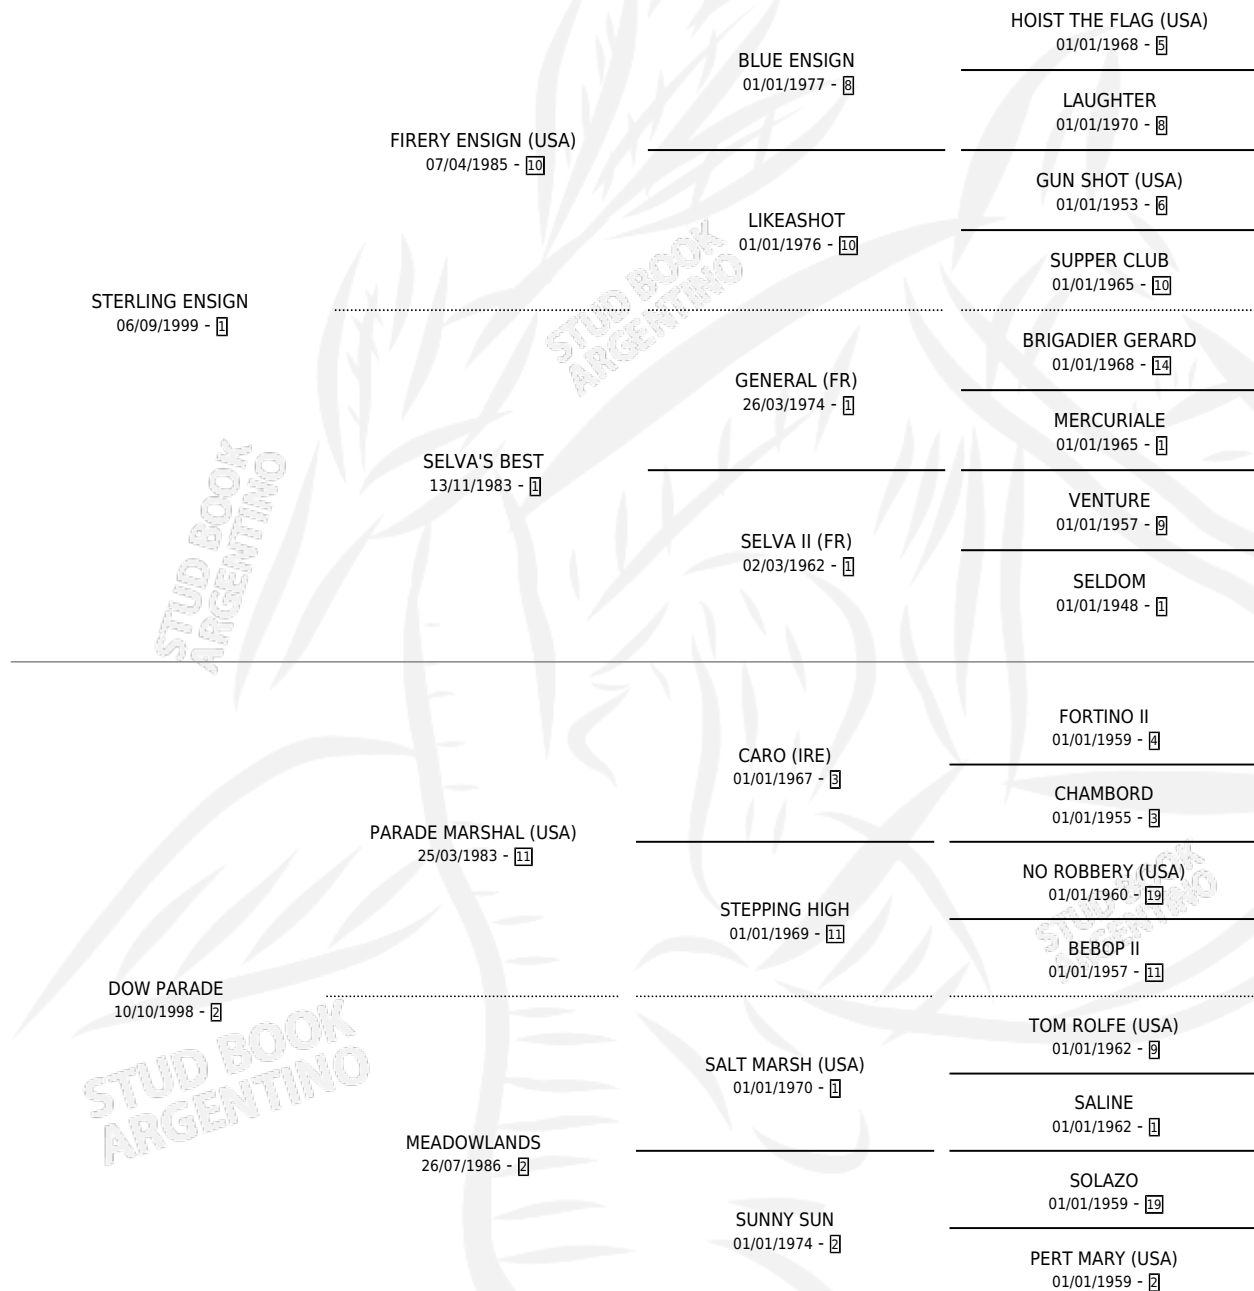 HOIST THE FLAG (USA)
01/01/1968 - 5
BLUE ENSIGN
01/01/1977 - 8
LAUGHTER
01/01/1970 - 8
FIRERY ENSIGN (USA)
07/04/1985 - 10
GUN SHOT (USA)
01/01/1953 - 6
LIKEASHOT
01/01/1976 - 10
SUPPER CLUB
01/01/1965 - 10
STERLING ENSIGN
06/09/1999 - 1
BRIGADIER GERARD
01/01/1968 - 14
GENERAL (FR)
26/03/1974 - 1
MERCURIALE
01/01/1965 - 1
SELVA'S BEST
13/11/1983 - 1
VENTURE
01/01/1957 - 9
SELVA II (FR)
02/03/1962 - 1
SELDOM
01/01/1948 - 1
FORTINO II
01/01/1959 - 4
CARO (IRE)
01/01/1967 - 3
CHAMBORD
01/01/1955 - 3
PARADE MARSHAL (USA)
25/03/1983 - 11
NO ROBBERY (USA)
01/01/1960 - 19
STEPPING HIGH
01/01/1969 - 11
BEBOP II
01/01/1957 - 11
DOW PARADE
10/10/1998 - 2
TOM ROLFE (USA)
01/01/1962 - 9
SALT MARSH (USA)
01/01/1970 - 1
SALINE
01/01/1962 - 1
MEADOWLANDS
26/07/1986 - 2
SOLAZO
01/01/1959 - 19
SUNNY SUN
01/01/1974 - 2
PERT MARY (USA)
01/01/1959 - 2
STUD BOOK
ARGENTINO
STUD BOOK
ARGENTINO
STUD BOOK
ARGENTINO
STUD BOOK
ARGENTINO